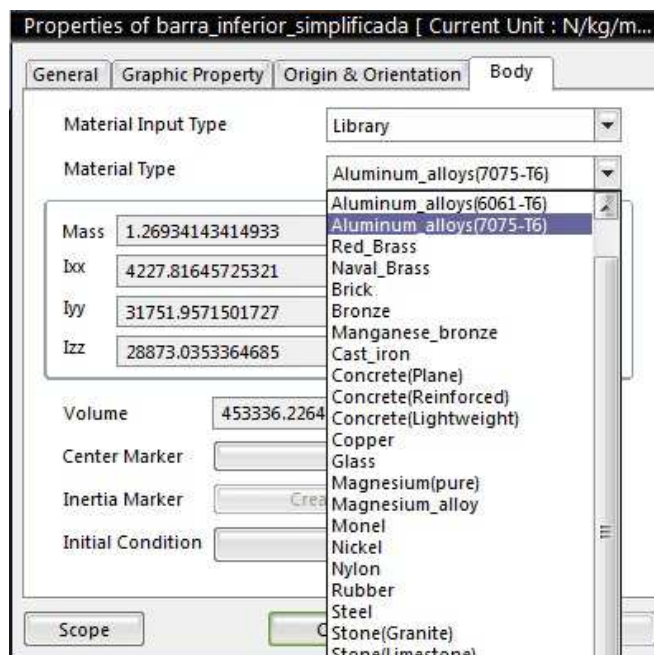 Properties of barra_inferior_simplificada [ Current Unit : N/kg/m...
General Graphic Property Origin & Orientation Body
Material Input Type Library
Material Type Aluminum_alloys(7075-T6)
Aluminum_alloys(6061-T6)
Mass 1.26934143414933 Aluminum_alloys(7075-T6)
Red_Brass
Ixx 4227.81645725321 Naval_Brass
Brick
Iyy 31751.9571501727 Bronze
Manganese_bronze
Izz 28873.0353364685 Cast_iron
Concrete(Plane)
Concrete(Reinforced)
Volume 453336.2264 Concrete(Lightweight)
Copper
Center Marker Glass
Magnesium(pure)
Inertia Marker Crea Magnesium_alloy
Monel
Initial Condition Nickel
Nylon
Rubber
Steel
Scope Stone(Granite)
Stone(Limestone)